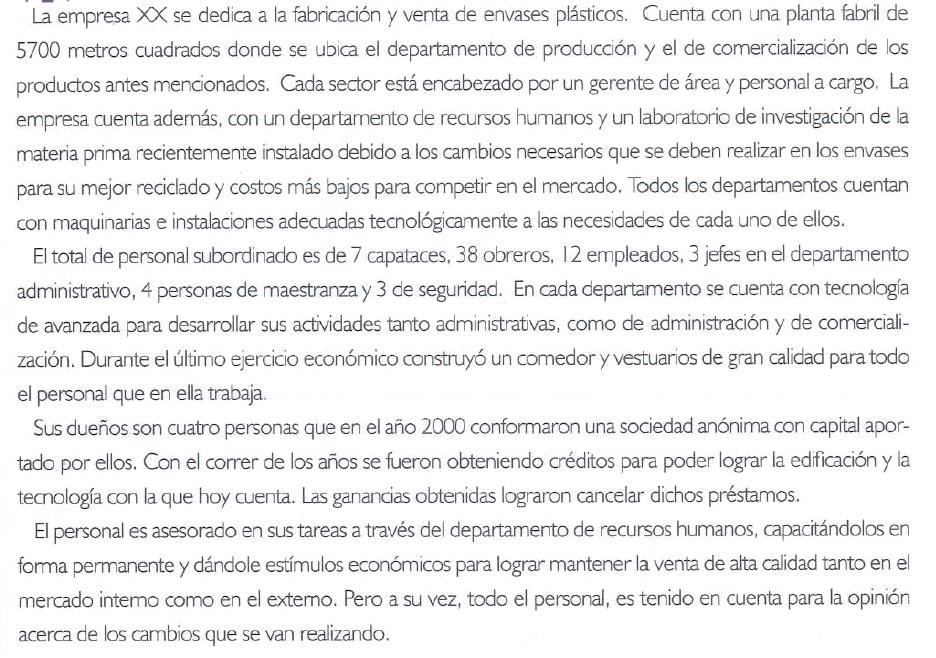 La empresa XX se dedica a la fabricación y venta de envases plásticos. Cuenta con una planta fabril de
5700 metros cuadrados donde se ubica el departamento de producción y el de comercialización de los
productos antes mencionados. Cada sector está encabezado por un gerente de área y personal a cargo. La
empresa cuenta además, con un departamento de recursos humanos y un laboratorio de investigación de la
materia prima recientemente instalado debido a los cambios necesarios que se deben realizar en los envases
para su mejor reciclado y costos más bajos para competir en el mercado. Todos los departamentos cuentan
con maquinarias e instalaciones adecuadas tecnológicamente a las necesidades de cada uno de ellos.
El total de personal subordinado es de 7 capataces, 38 obreros, 12 empleados, 3 jefes en el departamento
administrativo, 4 personas de maestranza y 3 de seguridad. En cada departamento se cuenta con tecnología
de avanzada para desarrollar sus actividades tanto administrativas, como de administración y de comerciali-
zación. Durante el último ejercicio económico construyó un comedor y vestuarios de gran calidad para todo
el personal que en ella trabaja.
Sus dueños son cuatro personas que en el año 2000 conformaron una sociedad anónima con capital apor-
tado por ellos. Con el correr de los años se fueron obteniendo créditos para poder lograr la edificación y la
tecnología con la que hoy cuenta. Las ganancias obtenidas lograron cancelar dichos préstamos.
El personal es asesorado en sus tareas a través del departamento de recursos humanos, capacitándolos en
forma permanente y dándole estímulos económicos para lograr mantener la venta de alta calidad tanto en el
mercado interno como en el externo. Pero a su vez, todo el personal, es tenido en cuenta para la opinión
acerca de los cambios que se van realizando.